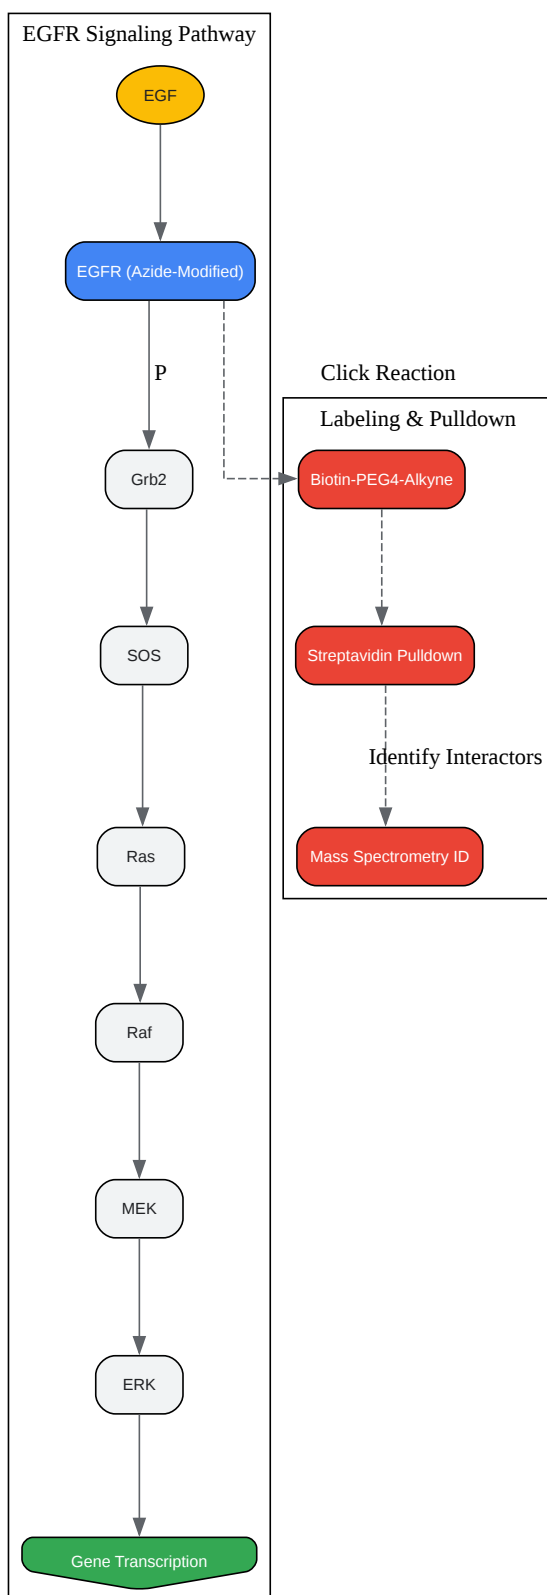 EGFR Signaling Pathway
EGF
EGFR (Azide-Modified)
P
Grb2
SOS
Ras
Raf
MEK
ERK
Gene Transcription
Click Reaction
Labeling & Pulldown
Biotin-PEG4-Alkyne
Streptavidin Pulldown
Identify Interactors
Mass Spectrometry ID